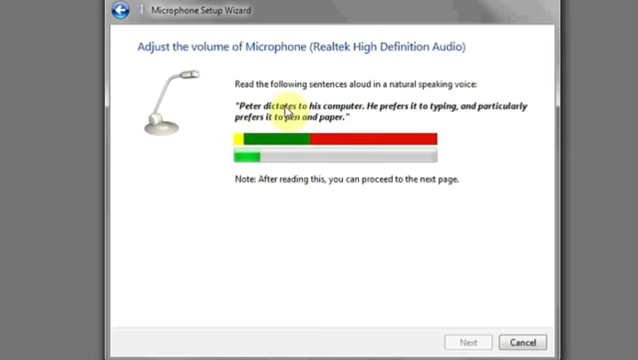 Microphone Setup Wizard
Adjust the volume of Microphone (Realtek High Definition Audio)
Read the following sentences aloud in a natural speaking voice:
"Peter dictates to his computer. He prefers it to typing, and particularly
prefers it to pen and paper."
Note: After reading this, you can proceed to the next page.
Next
Cancel